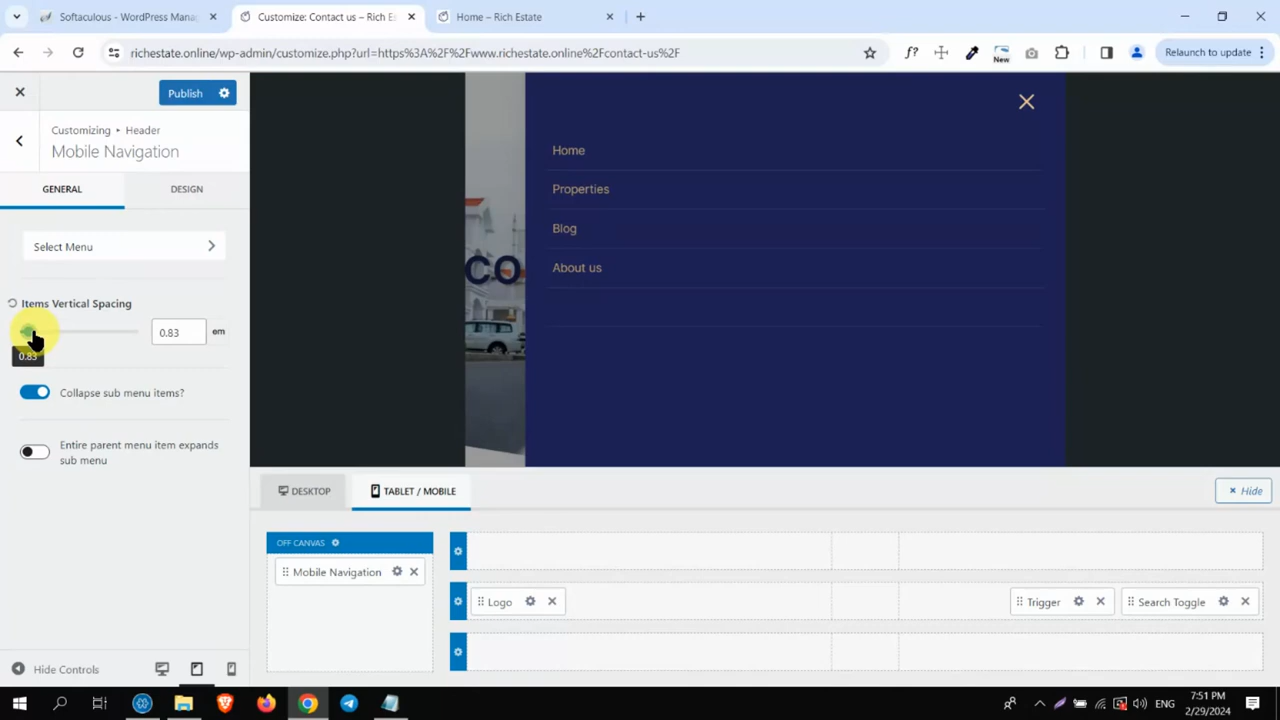 Softaculous - WordPress Mana
Customize: Contact us – Rich Es
Home – Rich Estate
richestate.online/wp-admin/customize.php?url=https%3A%2F%2Fwww.richestate.online%2Fcontact-us%2F
f?
New
Relaunch to update
Publish
Customizing ▸ Header
Mobile Navigation
GENERAL
DESIGN
Select Menu
Items Vertical Spacing
0.83
em
0.83
Collapse sub menu items?
Entire parent menu item expands
sub menu
Hide Controls
CO
Home
Properties
Blog
About us
DESKTOP
TABLET / MOBILE
× Hide
OFF CANVAS
Mobile Navigation
Logo
Trigger
Search Toggle
ENG
7:51 PM
2/29/2024